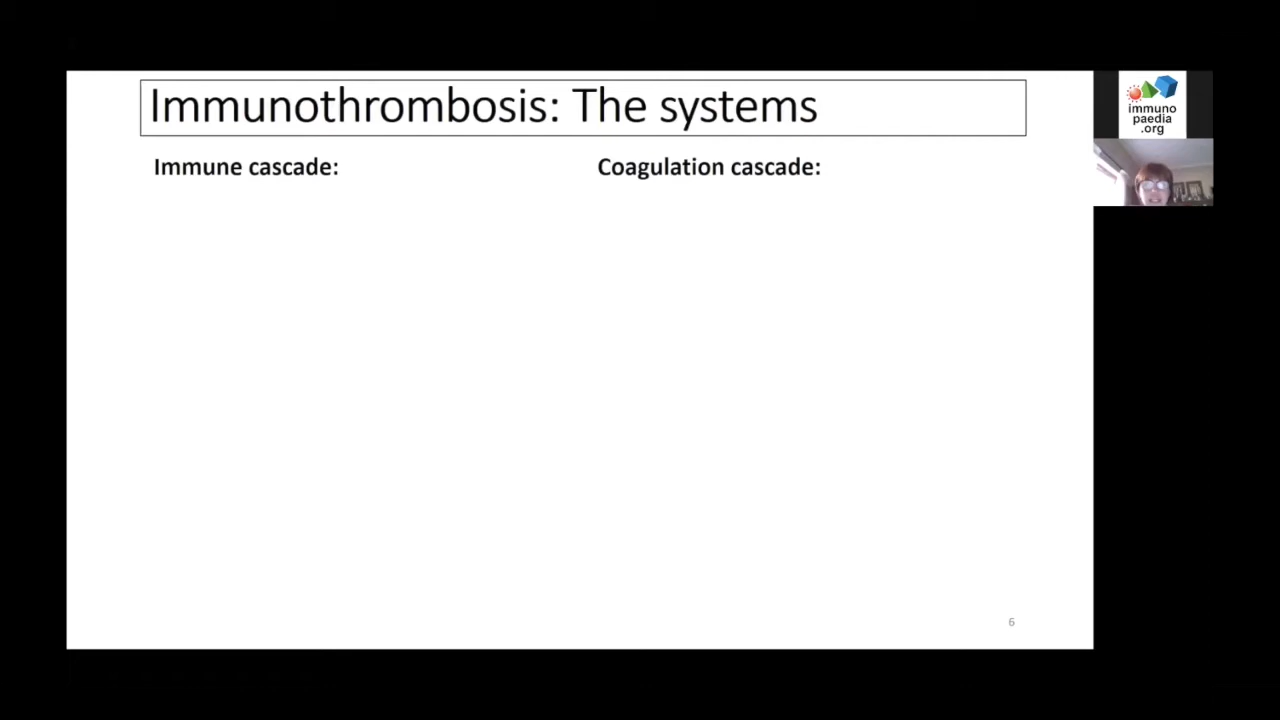 Immunothrombosis: The systems
immuno
paedia
.org
Immune cascade:
Coagulation cascade:
6